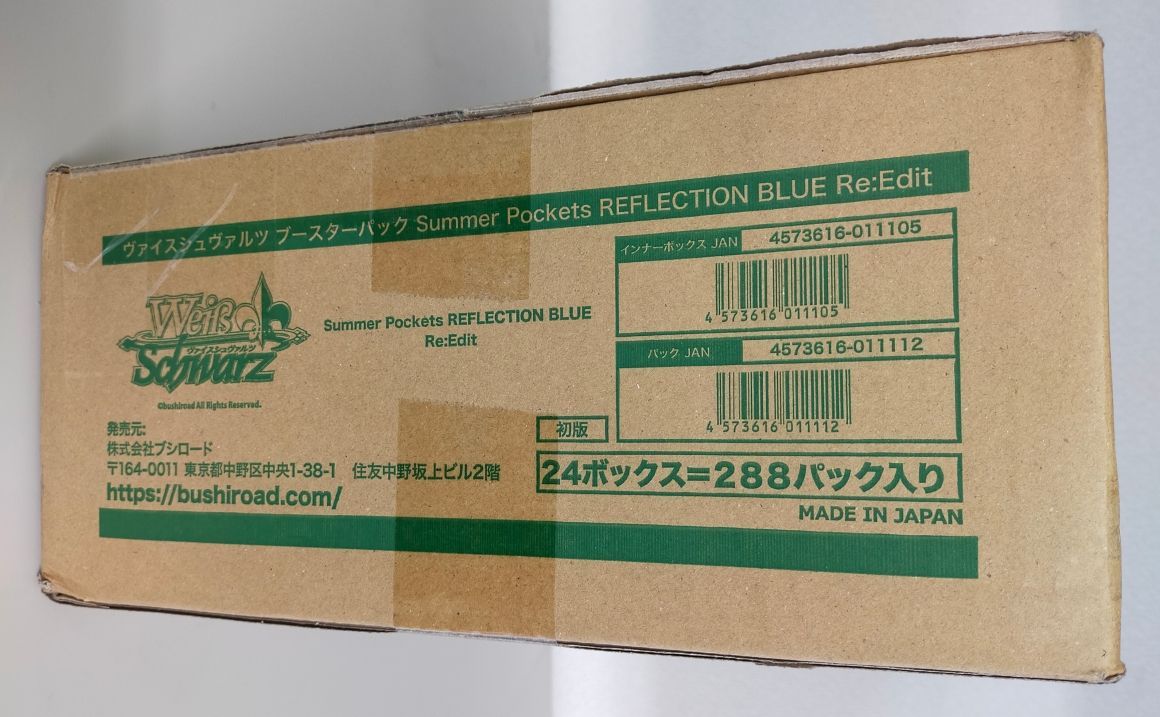 ヴァイスシュヴァルツ ブースターパック Summer Pockets REFLECTION BLUE Re:Edit
Weiß
ヴァイスシュヴァルツ
Schwarz
©bushiroad All Rights Reserved.
Summer Pockets REFLECTION BLUE
Re:Edit
インナーボックス JAN 4573616-011105
4 573616 011105
パック JAN 4573616-011112
4 573616 011112
発売元:
株式会社ブシロード
〒164-0011 東京都中野区中央1-38-1 住友中野坂上ビル2階
https://bushiroad.com/
初版
24ボックス=288パック入り
MADE IN JAPAN